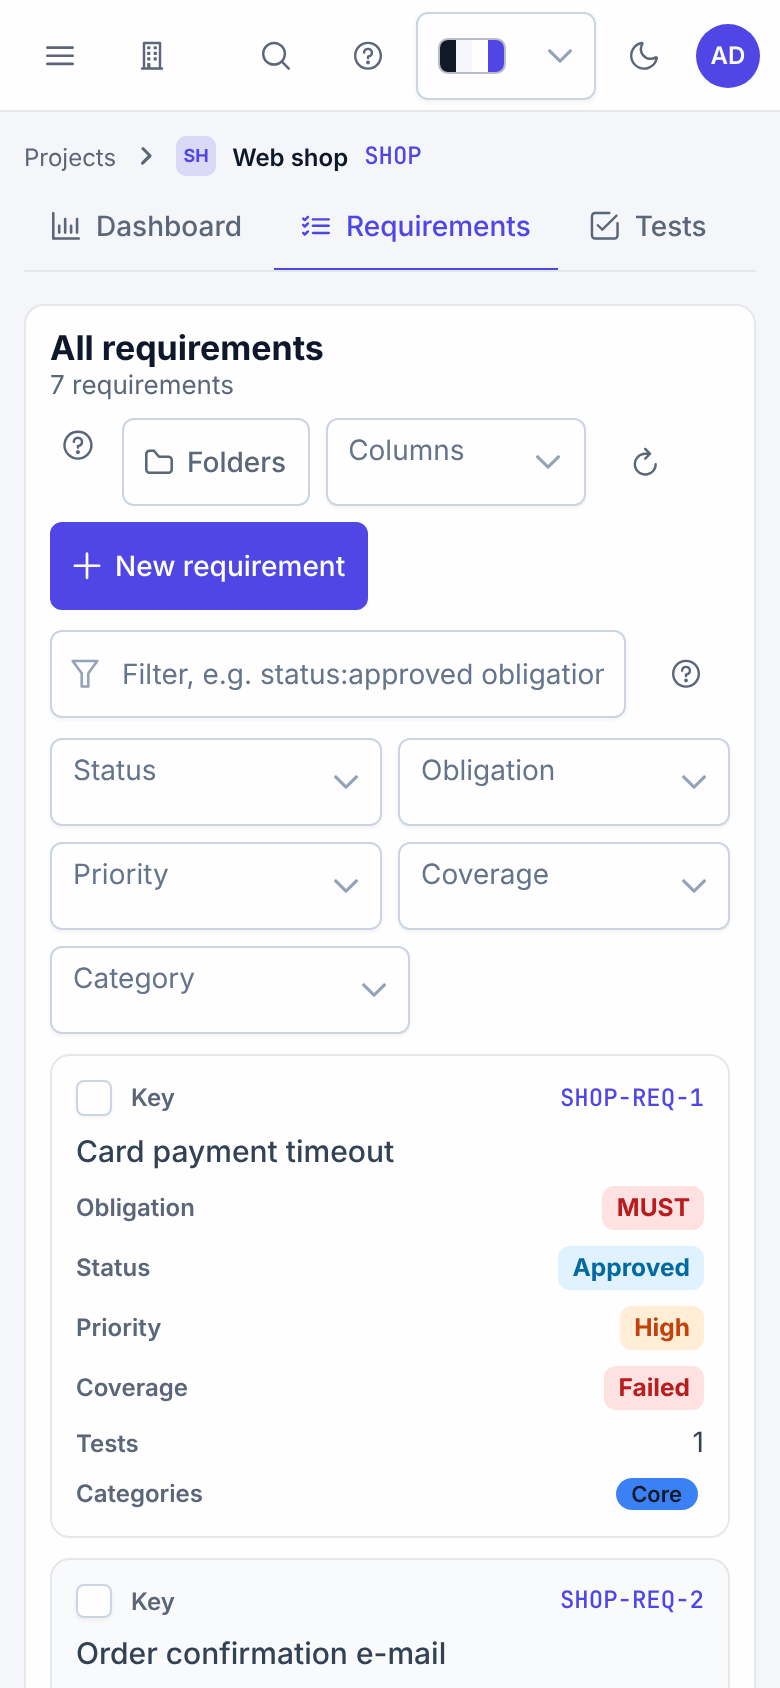 AD
Projects SH Web shop SHOP
Dashboard Requirements Tests
All requirements
7 requirements
Folders Columns
New requirement
Filter, e.g. status:approved obligation
Status Obligation
Priority Coverage
Category
Key SHOP-REQ-1
Card payment timeout
Obligation MUST
Status Approved
Priority High
Coverage Failed
Tests 1
Categories Core
Key SHOP-REQ-2
Order confirmation e-mail